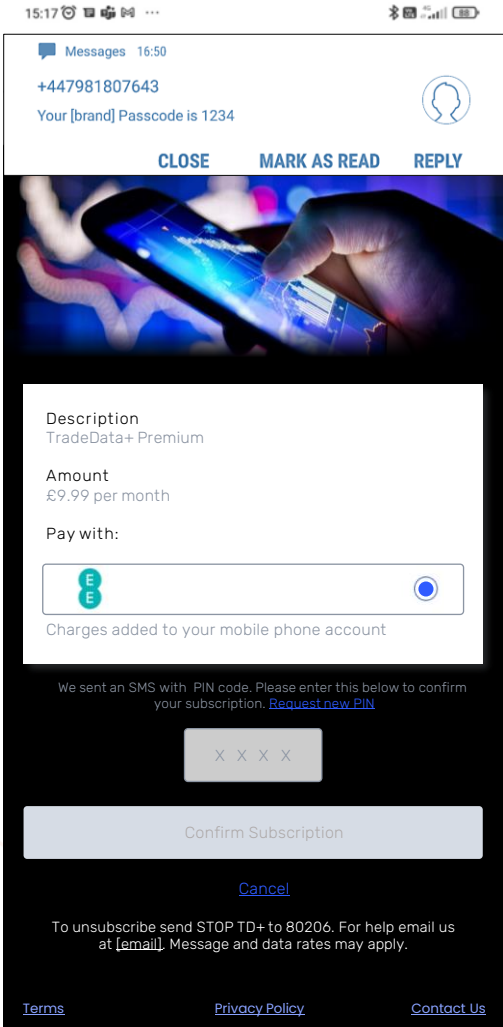 15:17
88
Messages 16:50
+447981807643
Your [brand] Passcode is 1234
CLOSE MARK AS READ REPLY
Description
TradeData+ Premium
Amount
£9.99 per month
Pay with:
E
E
Charges added to your mobile phone account
We sent an SMS with PIN code. Please enter this below to confirm
your subscription. Request new PIN
X X X X
Confirm Subscription
Cancel
To unsubscribe send STOP TD+ to 80206. For help email us
at [email]. Message and data rates may apply.
Terms Privacy Policy Contact Us